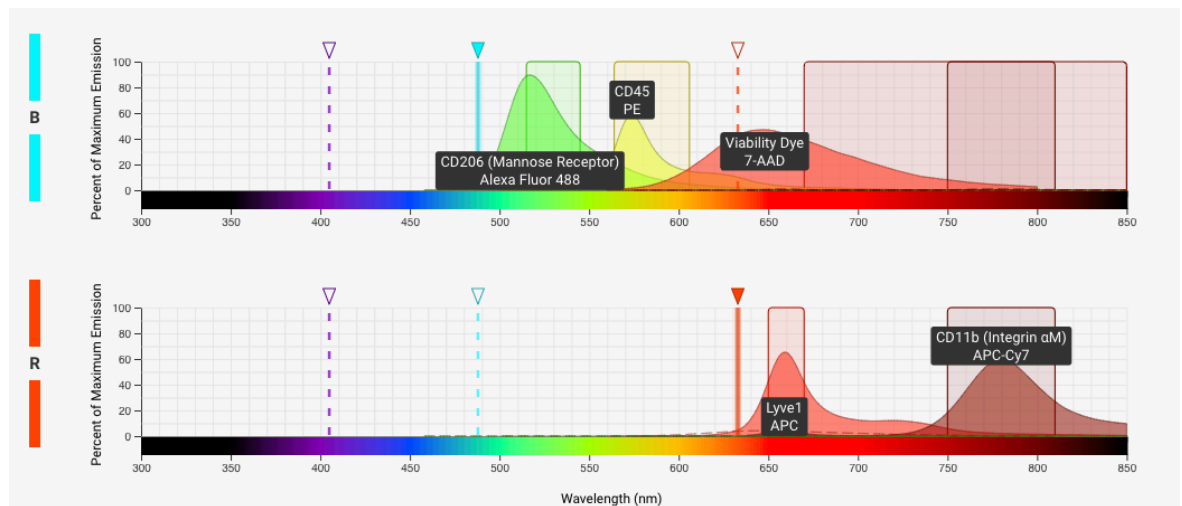 B
Percent of Maximum Emission
100
80
60
40
20
0
CD206 (Mannose Receptor)
Alexa Fluor 488
CD45
PE
Viability Dye
7-AAD
300 350 400 450 500 550 600 650 700 750 800 850
R
Percent of Maximum Emission
100
80
60
40
20
0
Lyve1
APC
CD11b (Integrin αM)
APC-Cy7
300 350 400 450 500 550 600 650 700 750 800 850
Wavelength (nm)